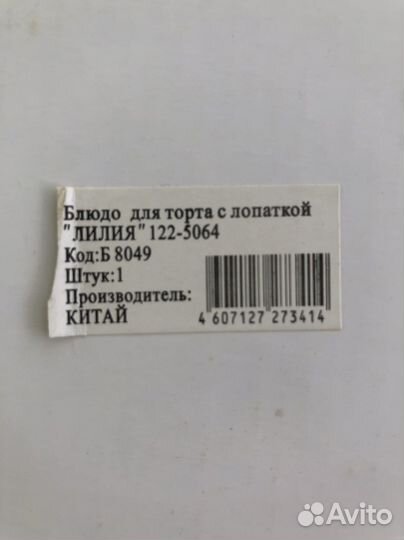 Блюдо для торта с лопаткой
"ЛИЛИЯ" 122-5064
Код:Б 8049
Штук:1
Производитель:
КИТАЙ
4 607127 273414
Avito